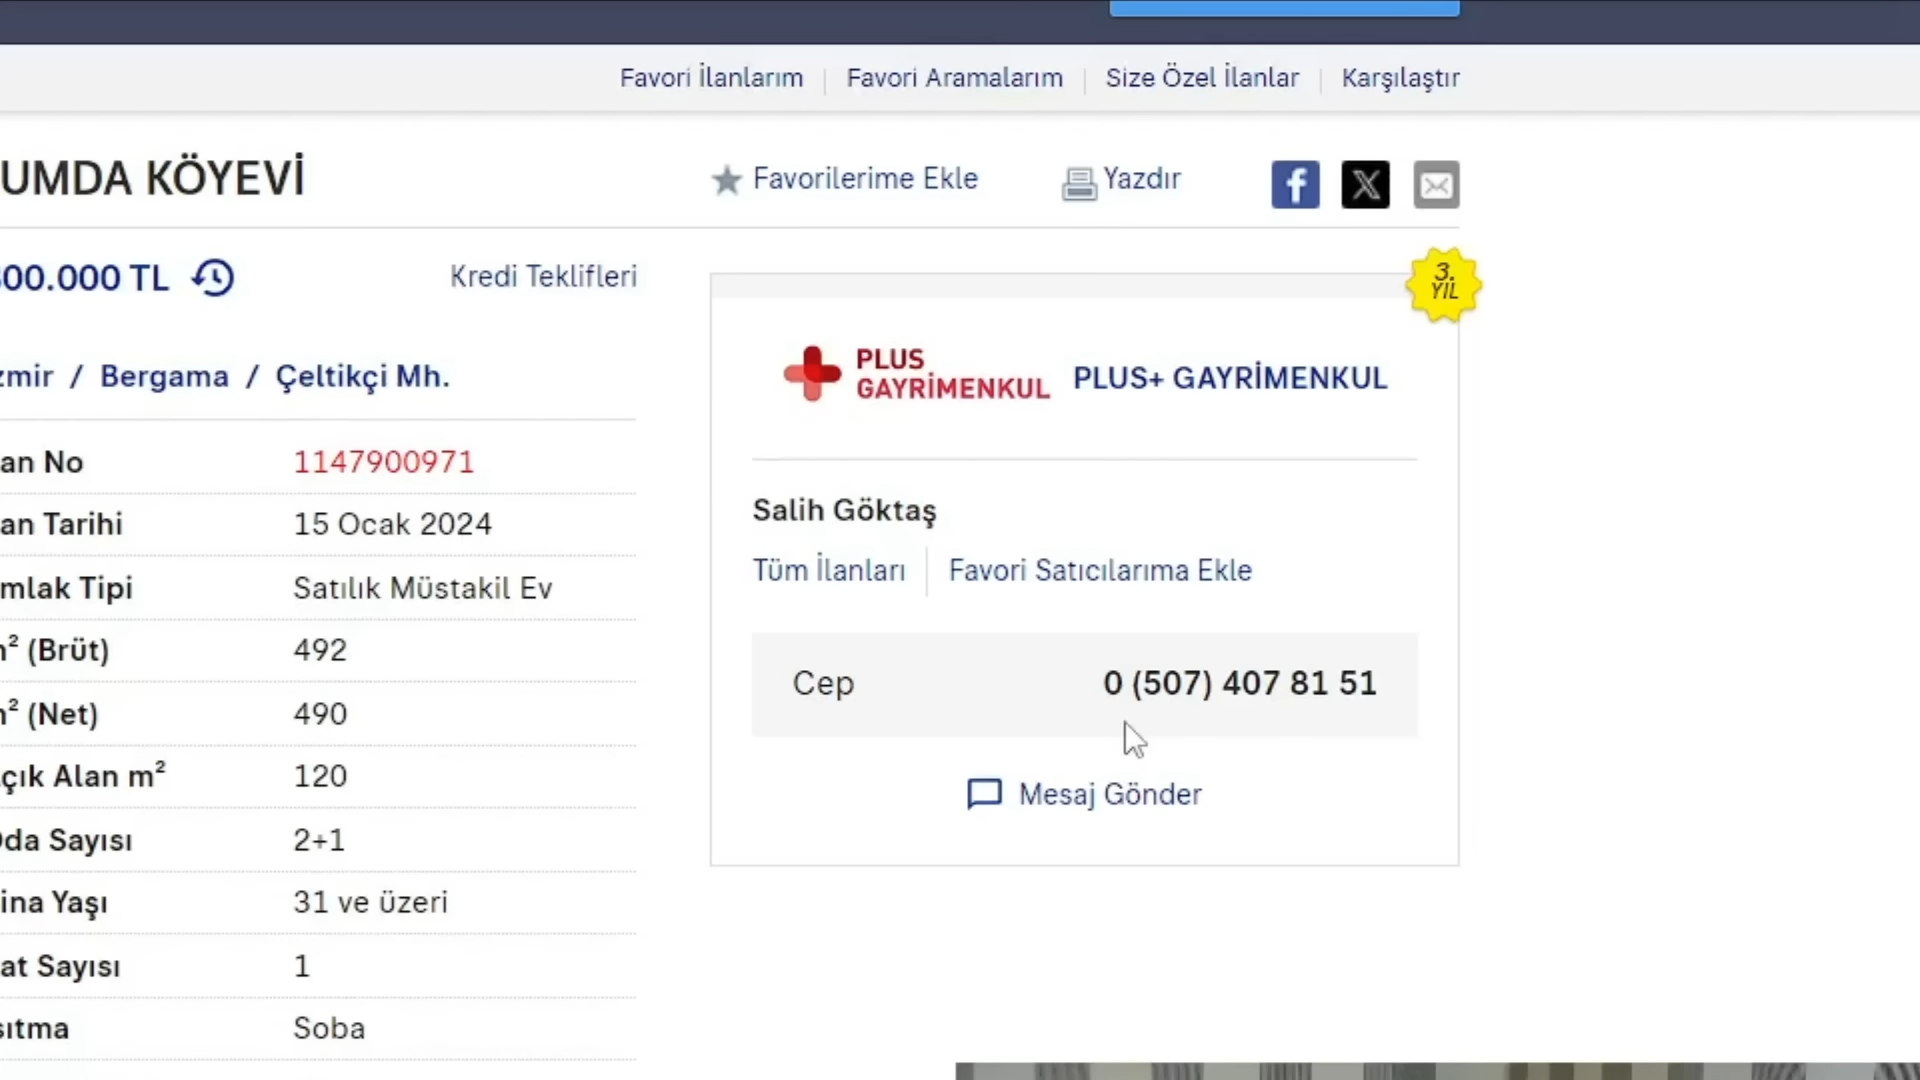 Favori İlanlarım
Favori Aramalarım
Size Özel İlanlar
Karşılaştır
UMDA KÖYEVİ
Favorilerime Ekle
Yazdır
00.000 TL
Kredi Teklifleri
zmir / Bergama / Çeltikçi Mh.
an No 1147900971
an Tarihi 15 Ocak 2024
mlak Tipi Satılık Müstakil Ev
m² (Brüt) 492
m² (Net) 490
çık Alan m² 120
Oda Sayısı 2+1
ina Yaşı 31 ve üzeri
at Sayısı 1
sıtma Soba
3.
YIL
PLUS
GAYRİMENKUL
PLUS+ GAYRİMENKUL
Salih Göktaş
Tüm İlanları
Favori Satıcılarıma Ekle
Cep 0 (507) 407 81 51
Mesaj Gönder